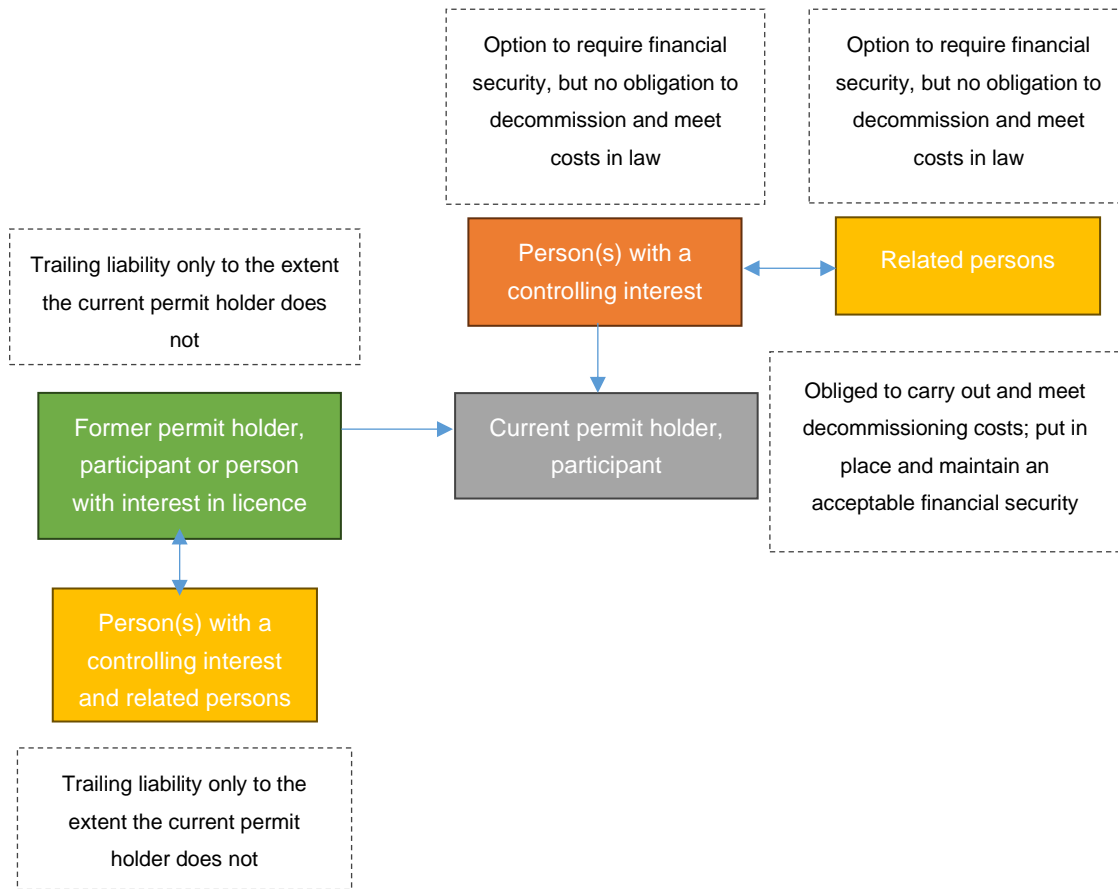 Option to require financial
security, but no obligation to
decommission and meet
costs in law
Option to require financial
security, but no obligation to
decommission and meet
costs in law
Person(s) with a
controlling interest
Related persons
Trailing liability only to the extent
the current permit holder does
not
Former permit holder,
participant or person
with interest in licence
Current permit holder,
participant
Obliged to carry out and meet
decommissioning costs; put in
place and maintain an
acceptable financial security
Person(s) with a
controlling interest
and related persons
Trailing liability only to the
extent the current permit
holder does not